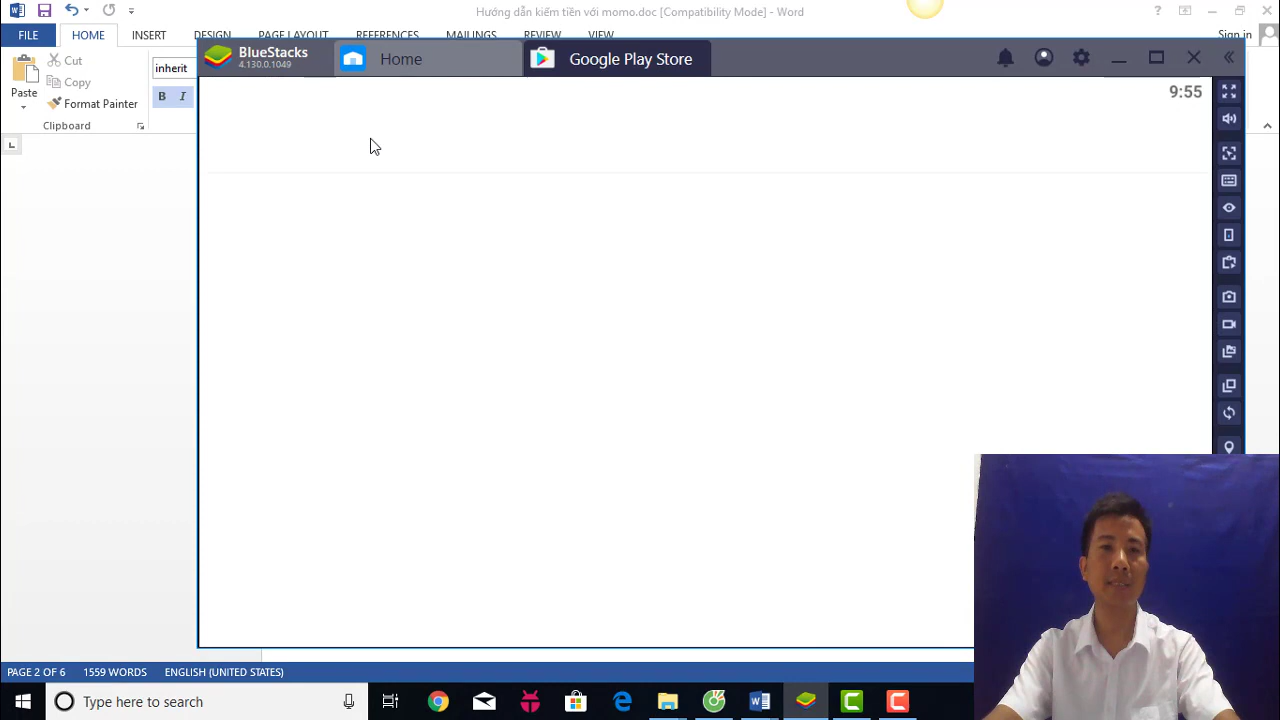 Hướng dẫn kiếm tiền với momo.doc [Compatibility Mode] - Word
FILE HOME INSERT DESIGN PAGE LAYOUT REFERENCES MAILINGS REVIEW VIEW Sign in
Cut
Copy
Paste
Format Painter
Clipboard
inherit
B I
BlueStacks
4.130.0.1049
Home
Google Play Store
9:55
PAGE 2 OF 6 1559 WORDS ENGLISH (UNITED STATES)
Type here to search